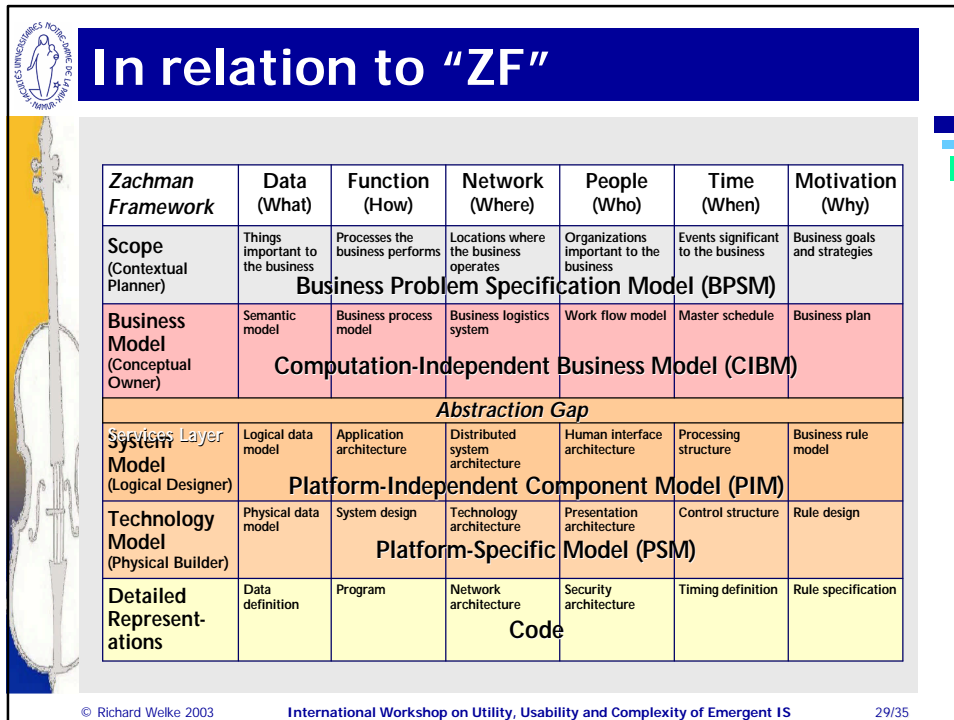 FACULTES UNIVERSITAIRES NOTRE-DAME DE LA PAIX · NAMUR
In relation to “ZF”
Zachman Framework
Data (What)
Function (How)
Network (Where)
People (Who)
Time (When)
Motivation (Why)
Scope (Contextual Planner)
Things important to the business
Processes the business performs
Locations where the business operates
Organizations important to the business
Events significant to the business
Business goals and strategies
Business Problem Specification Model (BPSM)
Business Model (Conceptual Owner)
Semantic model
Business process model
Business logistics system
Work flow model
Master schedule
Business plan
Computation-Independent Business Model (CIBM)
Abstraction Gap
Services Layer
System Model (Logical Designer)
Logical data model
Application architecture
Distributed system architecture
Human interface architecture
Processing structure
Business rule model
Platform-Independent Component Model (PIM)
Technology Model (Physical Builder)
Physical data model
System design
Technology architecture
Presentation architecture
Control structure
Rule design
Platform-Specific Model (PSM)
Detailed Represent-ations
Data definition
Program
Network architecture
Security architecture
Timing definition
Rule specification
Code
© Richard Welke 2003
International Workshop on Utility, Usability and Complexity of Emergent IS
29/35